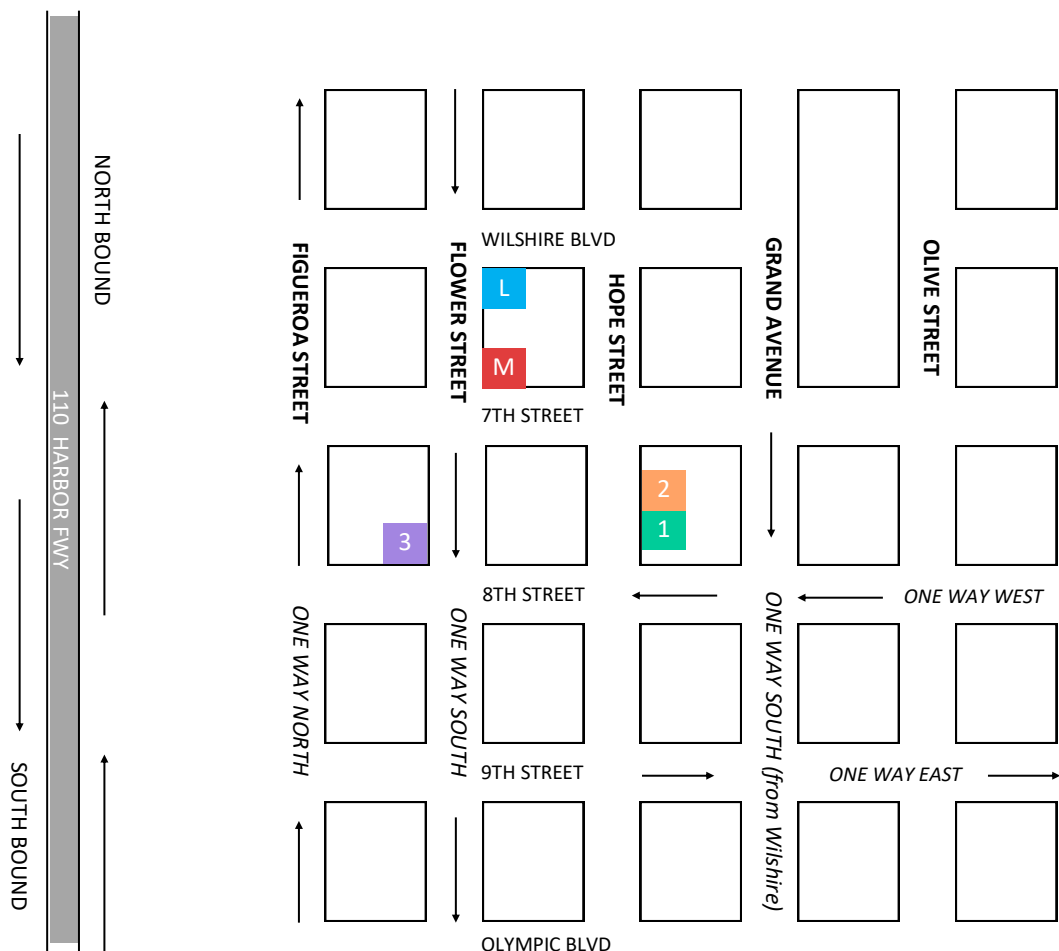 NORTH BOUND
110 HARBOR FWY
SOUTH BOUND
FIGUEROA STREET
FLOWER STREET
HOPE STREET
GRAND AVENUE
OLIVE STREET
WILSHIRE BLVD
L
M
7TH STREET
2
1
3
8TH STREET
ONE WAY WEST
ONE WAY NORTH
ONE WAY SOUTH
ONE WAY SOUTH (from Wilshire)
9TH STREET
ONE WAY EAST
OLYMPIC BLVD